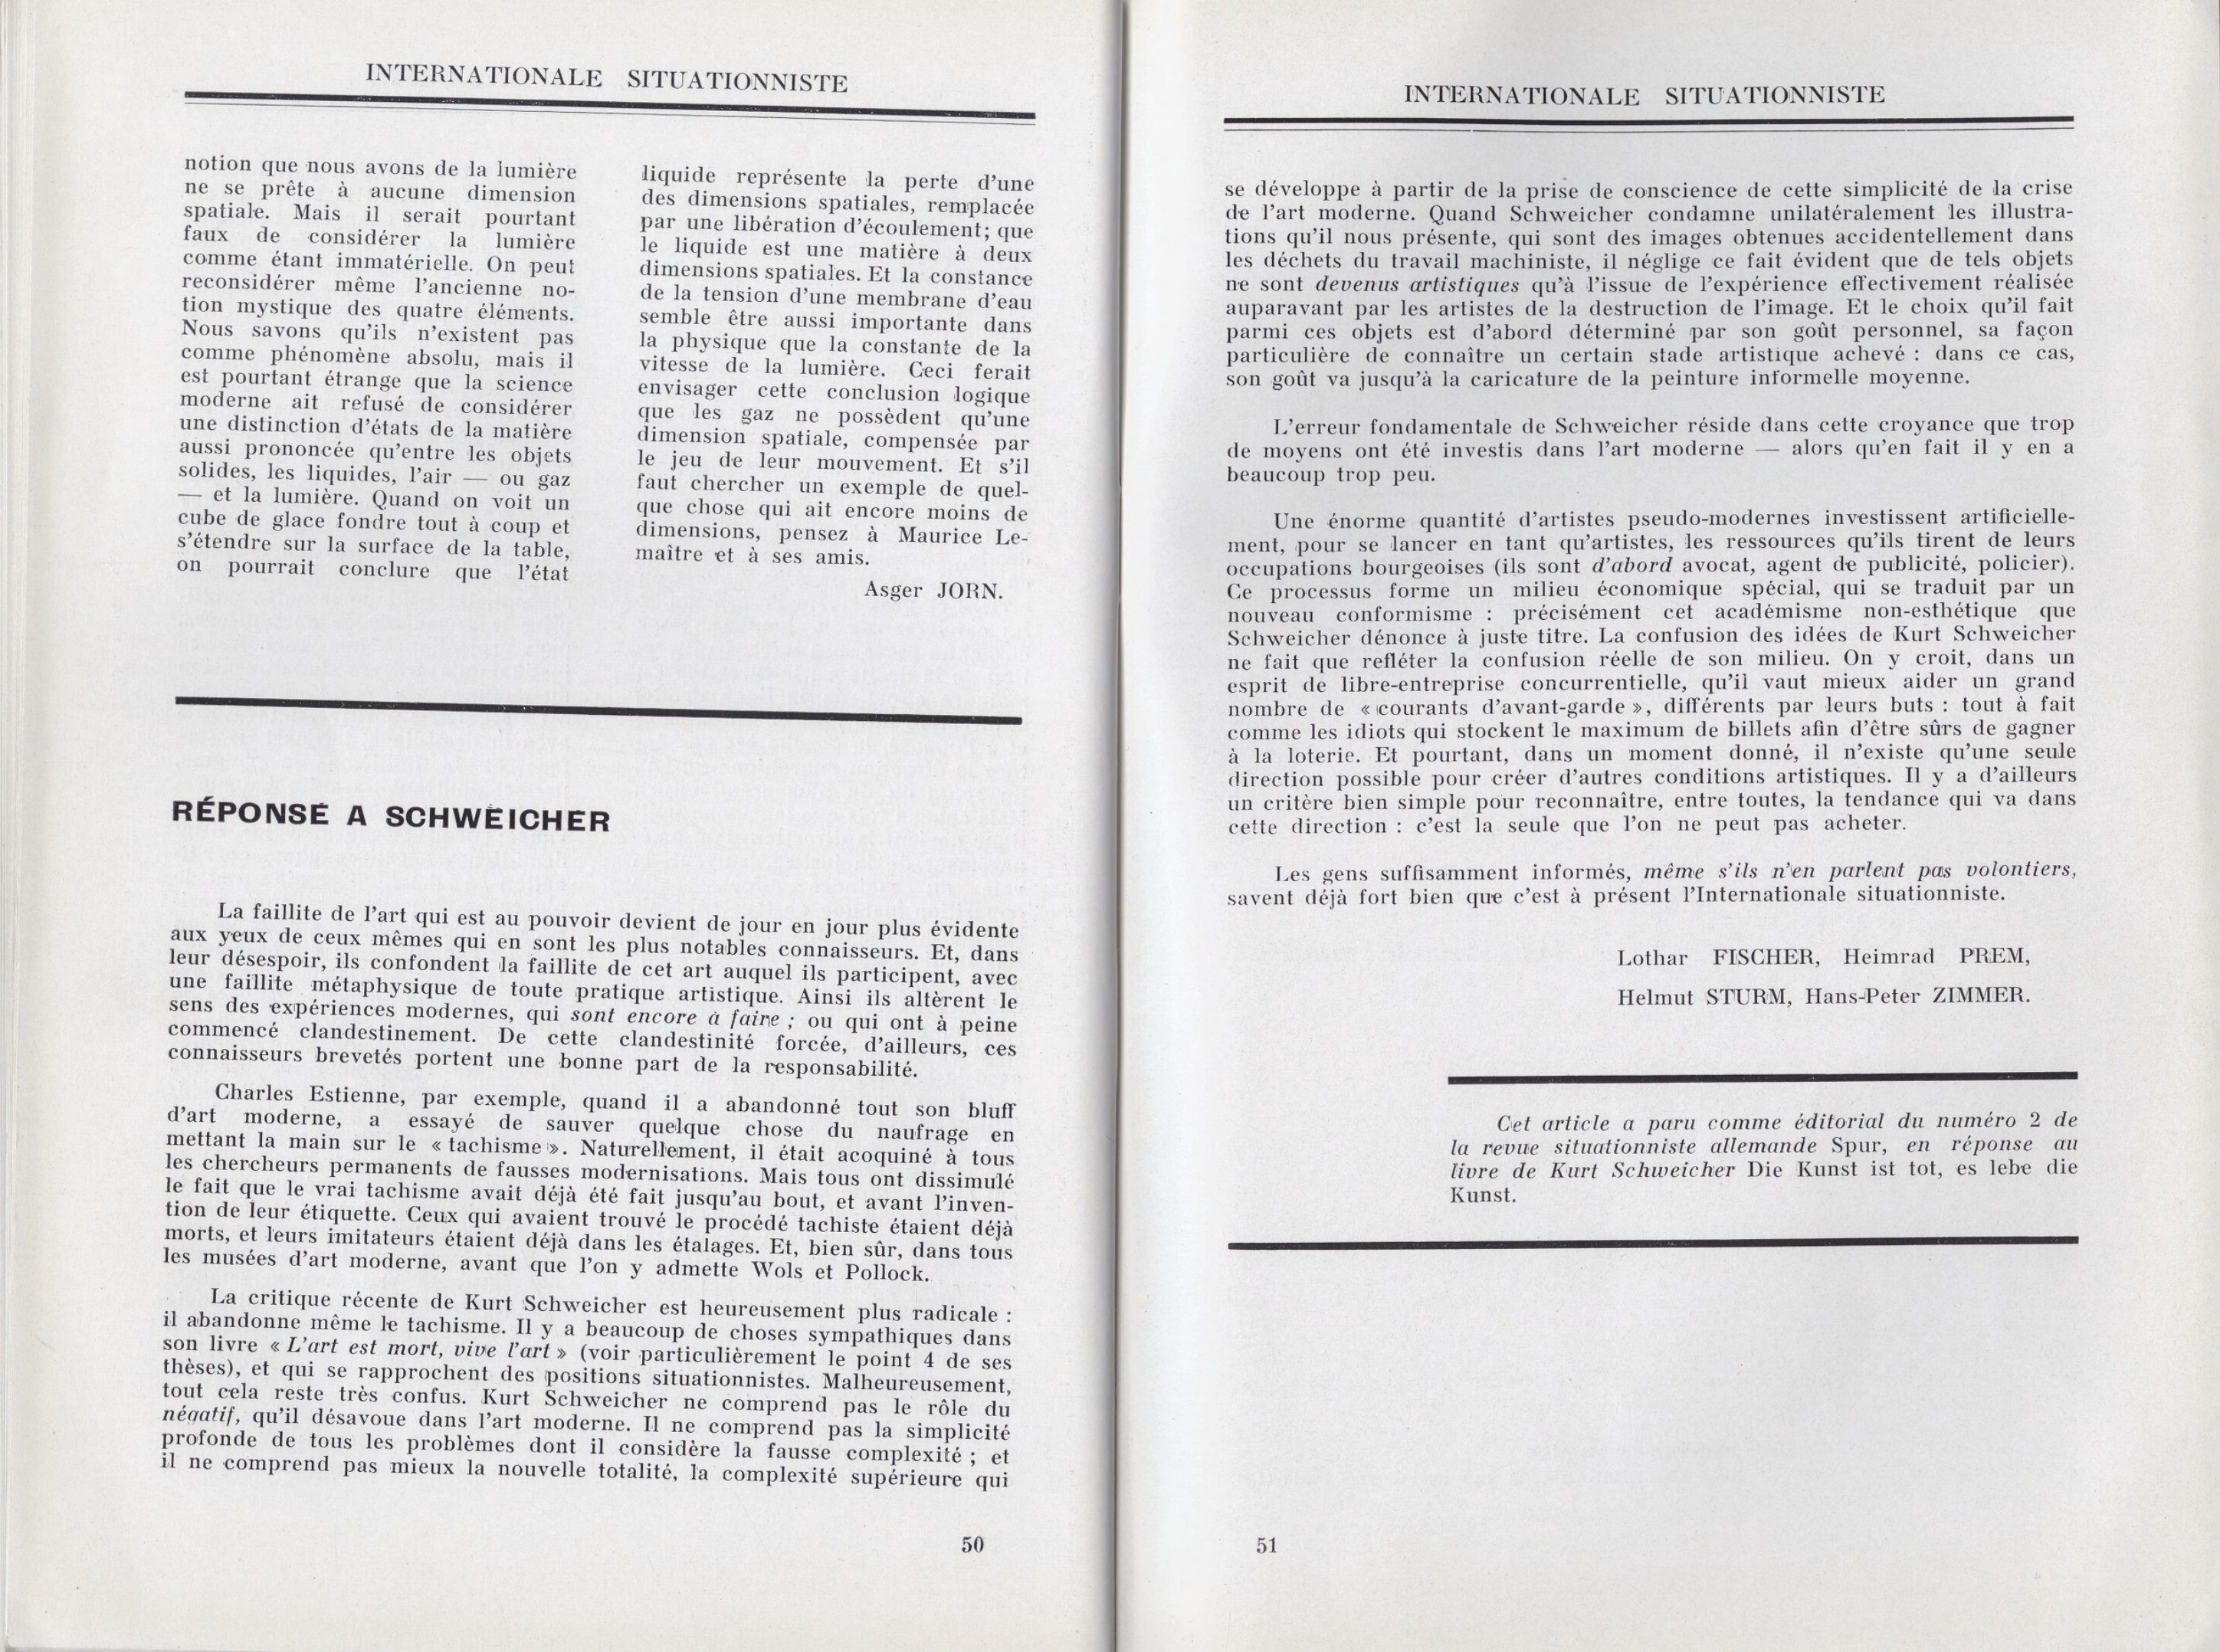 INTERNATIONALE SITUATIONNISTE
notion que nous avons de la lumière
ne se prête à aucune dimension
spatiale. Mais il serait pourtant
faux de considérer la lumière
comme étant immatérielle. On peut
reconsidérer même l'ancienne no-
tion mystique des quatre éléments.
Nous savons qu'ils n'existent pas
comme phénomène absolu, mais il
est pourtant étrange que la science
moderne ait refusé de considérer
une distinction d'états de la matière
aussi prononcée qu'entre les objets
solides, les liquides, l'air — ou gaz
— et la lumière. Quand on voit un
cube de glace fondre tout à coup et
s'étendre sur la surface de la table,
on pourrait conclure que l'état
liquide représente la perte d'une
des dimensions spatiales, remplacée
par une libération d'écoulement; que
le liquide est une matière à deux
dimensions spatiales. Et la constance
de la tension d'une membrane d'eau
semble être aussi importante dans
la physique que la constante de la
vitesse de la lumière. Ceci ferait
envisager cette conclusion logique
que les gaz ne possèdent qu'une
dimension spatiale, compensée par
le jeu de leur mouvement. Et s'il
faut chercher un exemple de quel-
que chose qui ait encore moins de
dimensions, pensez à Maurice Le-
maître et à ses amis.
Asger JORN.
RÉPONSE A SCHWEICHER
La faillite de l'art qui est au pouvoir devient de jour en jour plus évidente
aux yeux de ceux mêmes qui en sont les plus notables connaisseurs. Et, dans
leur désespoir, ils confondent la faillite de cet art auquel ils participent, avec
une faillite métaphysique de toute pratique artistique. Ainsi ils altèrent le
sens des expériences modernes, qui sont encore à faire ; ou qui ont à peine
commencé clandestinement. De cette clandestinité forcée, d'ailleurs, ces
connaisseurs brevetés portent une bonne part de la responsabilité.
Charles Estienne, par exemple, quand il a abandonné tout son bluff
d'art moderne, a essayé de sauver quelque chose du naufrage en
mettant la main sur le « tachisme ». Naturellement, il était acoquiné à tous
les chercheurs permanents de fausses modernisations. Mais tous ont dissimulé
le fait que le vrai tachisme avait déjà été fait jusqu'au bout, et avant l'inven-
tion de leur étiquette. Ceux qui avaient trouvé le procédé tachiste étaient déjà
morts, et leurs imitateurs étaient déjà dans les étalages. Et, bien sûr, dans tous
les musées d'art moderne, avant que l'on y admette Wols et Pollock.
La critique récente de Kurt Schweicher est heureusement plus radicale :
il abandonne même le tachisme. Il y a beaucoup de choses sympathiques dans
son livre « L'art est mort, vive l'art » (voir particulièrement le point 4 de ses
thèses), et qui se rapprochent des positions situationnistes. Malheureusement,
tout cela reste très confus. Kurt Schweicher ne comprend pas le rôle du
négatif, qu'il désavoue dans l'art moderne. Il ne comprend pas la simplicité
profonde de tous les problèmes dont il considère la fausse complexité ; et
il ne comprend pas mieux la nouvelle totalité, la complexité supérieure qui
50
INTERNATIONALE SITUATIONNISTE
se développe à partir de la prise de conscience de cette simplicité de la crise
de l'art moderne. Quand Schweicher condamne unilatéralement les illustra-
tions qu'il nous présente, qui sont des images obtenues accidentellement dans
les déchets du travail machiniste, il néglige ce fait évident que de tels objets
ne sont devenus artistiques qu'à l'issue de l'expérience effectivement réalisée
auparavant par les artistes de la destruction de l'image. Et le choix qu'il fait
parmi ces objets est d'abord déterminé par son goût personnel, sa façon
particulière de connaître un certain stade artistique achevé : dans ce cas,
son goût va jusqu'à la caricature de la peinture informelle moyenne.
L'erreur fondamentale de Schweicher réside dans cette croyance que trop
de moyens ont été investis dans l'art moderne — alors qu'en fait il y en a
beaucoup trop peu.
Une énorme quantité d'artistes pseudo-modernes investissent artificielle-
ment, pour se lancer en tant qu'artistes, les ressources qu'ils tirent de leurs
occupations bourgeoises (ils sont d'abord avocat, agent de publicité, policier).
Ce processus forme un milieu économique spécial, qui se traduit par un
nouveau conformisme : précisément cet académisme non-esthétique que
Schweicher dénonce à juste titre. La confusion des idées de Kurt Schweicher
ne fait que refléter la confusion réelle de son milieu. On y croit, dans un
esprit de libre-entreprise concurrentielle, qu'il vaut mieux aider un grand
nombre de « courants d'avant-garde », différents par leurs buts : tout à fait
comme les idiots qui stockent le maximum de billets afin d'être sûrs de gagner
à la loterie. Et pourtant, dans un moment donné, il n'existe qu'une seule
direction possible pour créer d'autres conditions artistiques. Il y a d'ailleurs
un critère bien simple pour reconnaître, entre toutes, la tendance qui va dans
cette direction : c'est la seule que l'on ne peut pas acheter.
Les gens suffisamment informés, même s'ils n'en parlent pas volontiers,
savent déjà fort bien que c'est à présent l'Internationale situationniste.
Lothar FISCHER, Heimrad PREM,
Helmut STURM, Hans-Peter ZIMMER.
Cet article a paru comme éditorial du numéro 2 de
la revue situationniste allemande Spur, en réponse au
livre de Kurt Schweicher Die Kunst ist tot, es lebe die
Kunst.
51